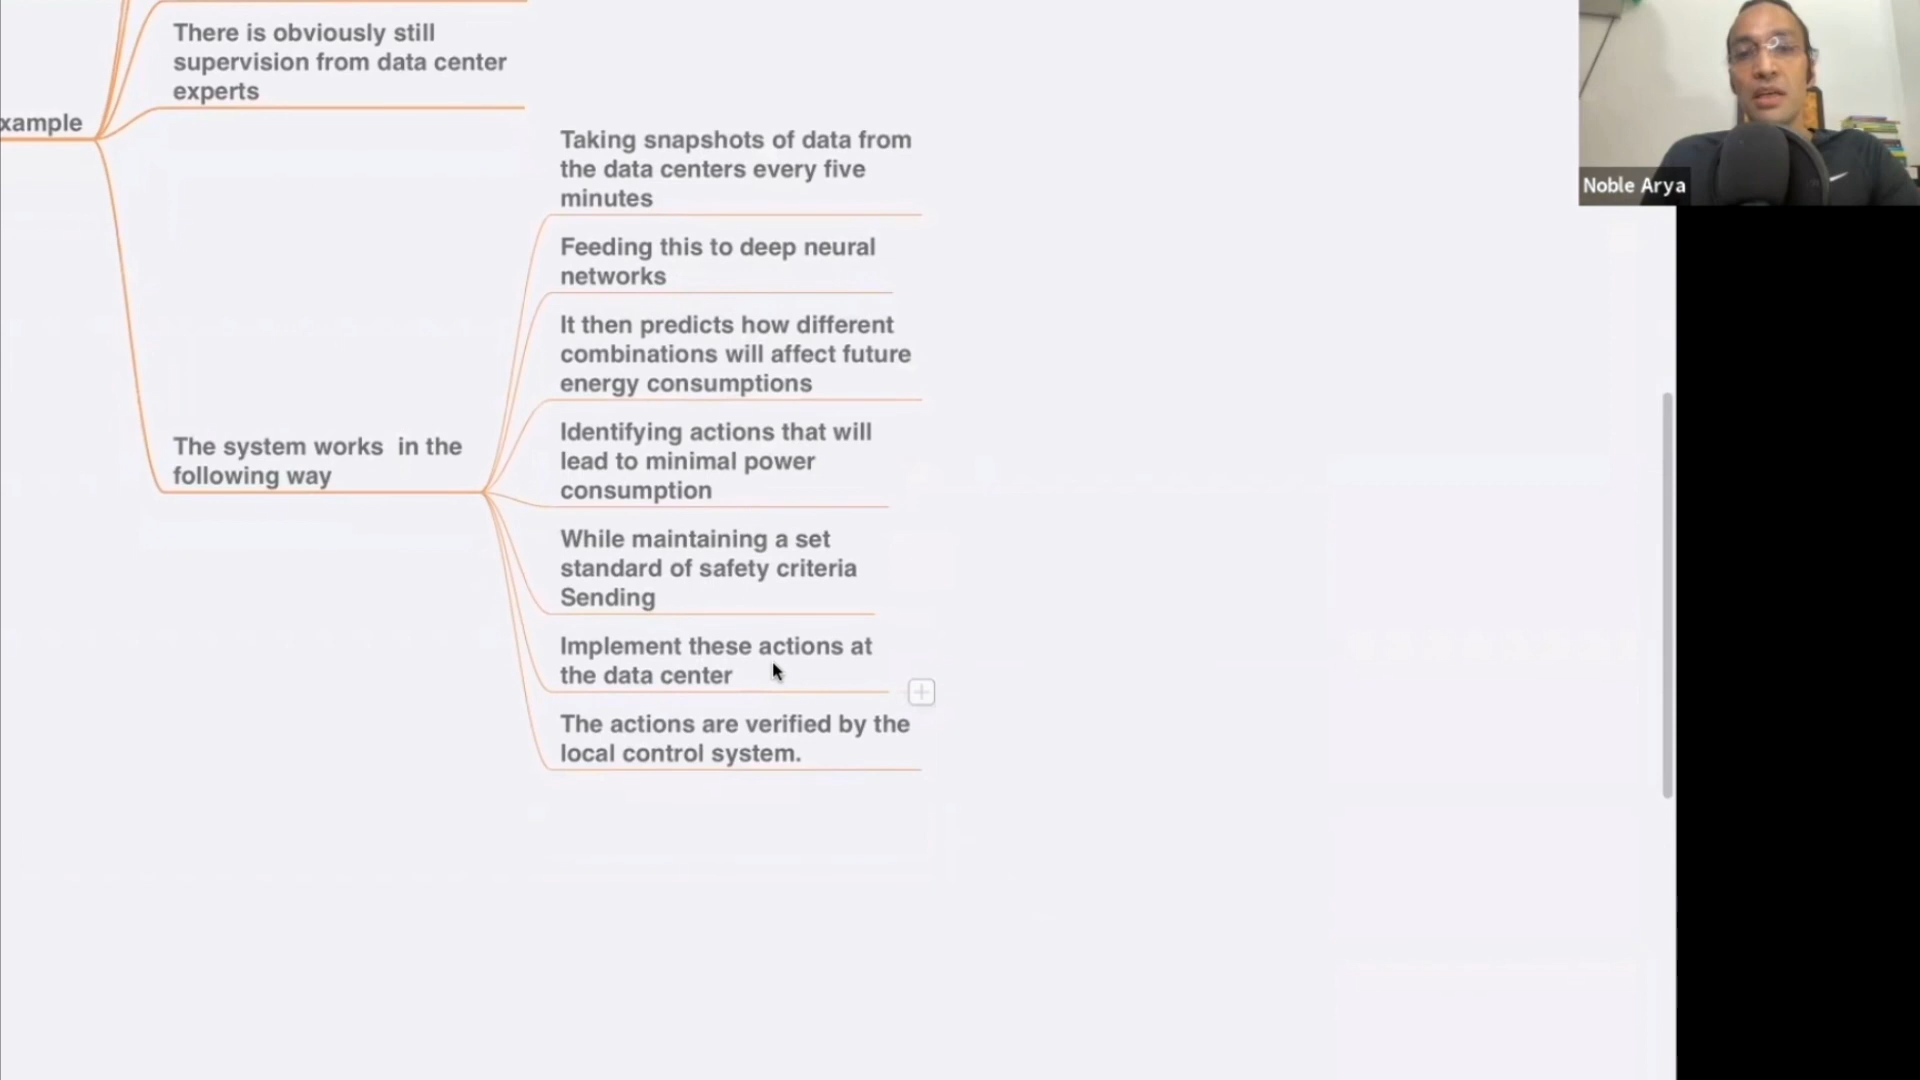 There is obviously still
supervision from data center
experts
xample
Taking snapshots of data from
the data centers every five
minutes
Feeding this to deep neural
networks
It then predicts how different
combinations will affect future
energy consumptions
Identifying actions that will
lead to minimal power
consumption
The system works  in the
following way
While maintaining a set
standard of safety criteria
Sending
Implement these actions at
the data center
The actions are verified by the
local control system.
Noble Arya